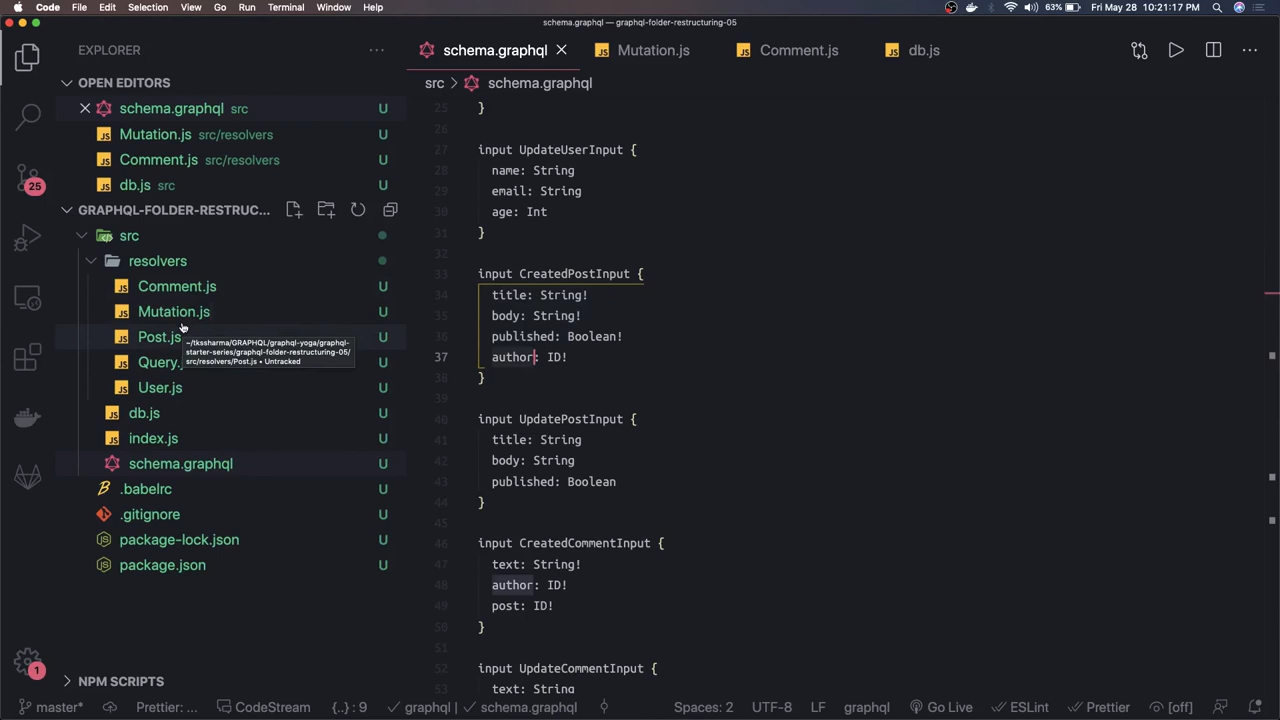 Code File Edit Selection View Go Run Terminal Window Help 63% Fri May 28 10:21:17 PM
schema.graphql — graphql-folder-restructuring-05
EXPLORER
OPEN EDITORS
schema.graphql src U
Mutation.js src/resolvers U
Comment.js src/resolvers U
db.js src U
GRAPHQL-FOLDER-RESTRUC...
src
resolvers
Comment.js U
Mutation.js U
Post.js U
~/tkssharma/GRAPHQL/graphql-yoga/graphql-
starter-series/graphql-folder-restructuring-05/
src/resolvers/Post.js • Untracked
Query. U
User.js U
db.js U
index.js U
schema.graphql U
.babelrc U
.gitignore U
package-lock.json U
package.json U
NPM SCRIPTS
25
1
schema.graphql Mutation.js Comment.js db.js
src > schema.graphql
25 }
26
27 input UpdateUserInput {
28 name: String
29 email: String
30 age: Int
31 }
32
33 input CreatedPostInput {
34 title: String!
35 body: String!
36 published: Boolean!
37 author: ID!
38 }
39
40 input UpdatePostInput {
41 title: String
42 body: String
43 published: Boolean
44 }
45
46 input CreatedCommentInput {
47 text: String!
48 author: ID!
49 post: ID!
50 }
51
52 input UpdateCommentInput {
53 text: String
master* Prettier: ... CodeStream {..} : 9 graphql | schema.graphql Spaces: 2 UTF-8 LF graphql Go Live ESLint Prettier [off]